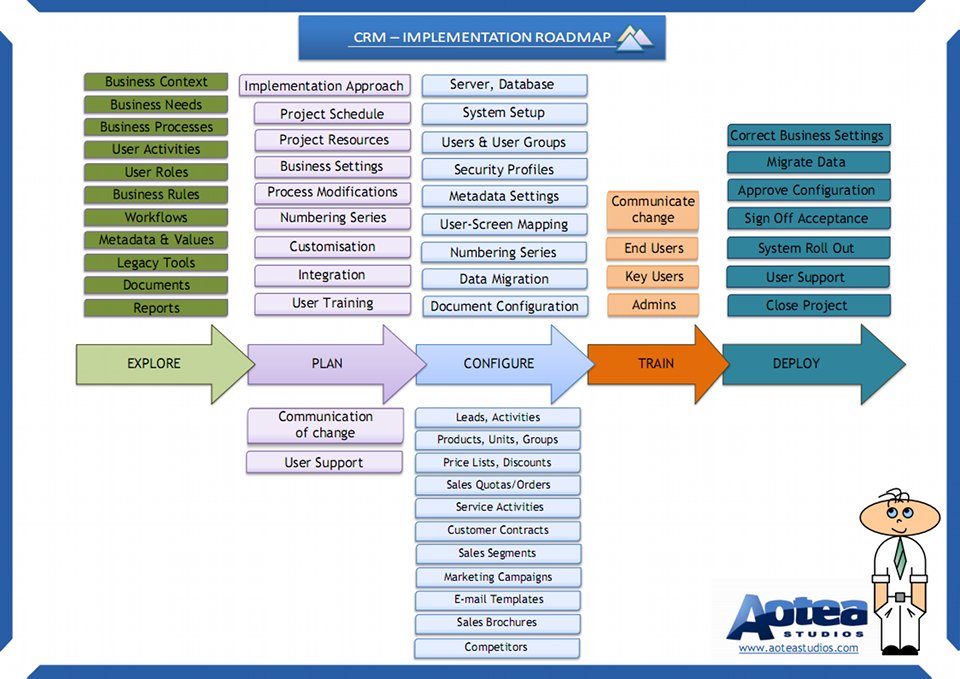 CRM – IMPLEMENTATION ROADMAP
Business Context
Business Needs
Business Processes
User Activities
User Roles
Business Rules
Workflows
Metadata & Values
Legacy Tools
Documents
Reports
Implementation Approach
Project Schedule
Project Resources
Business Settings
Process Modifications
Numbering Series
Customisation
Integration
User Training
Server, Database
System Setup
Users & User Groups
Security Profiles
Metadata Settings
User-Screen Mapping
Numbering Series
Data Migration
Document Configuration
Communicate
change
End Users
Key Users
Admins
Correct Business Settings
Migrate Data
Approve Configuration
Sign Off Acceptance
System Roll Out
User Support
Close Project
EXPLORE
PLAN
CONFIGURE
TRAIN
DEPLOY
Communication
of change
User Support
Leads, Activities
Products, Units, Groups
Price Lists, Discounts
Sales Quotas/Orders
Service Activities
Customer Contracts
Sales Segments
Marketing Campaigns
E-mail Templates
Sales Brochures
Competitors
Aotea
STUDIOS
www.aoteastudios.com